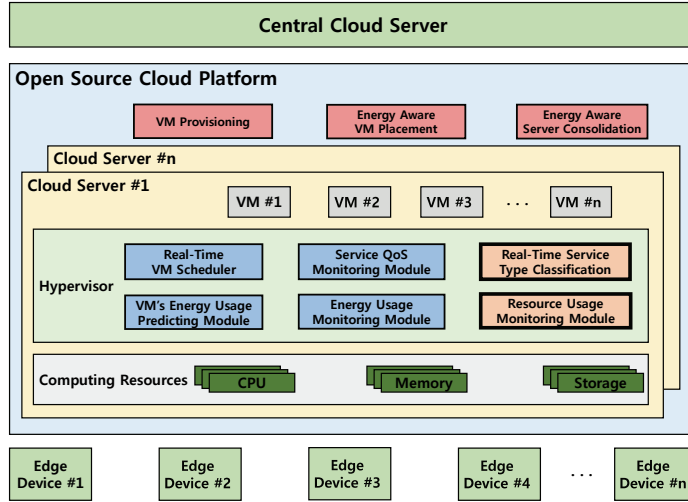 Central Cloud Server
Open Source Cloud Platform
VM Provisioning
Energy Aware
VM Placement
Energy Aware
Server Consolidation
Cloud Server #n
Cloud Server #1
VM #1
VM #2
VM #3
. . .
VM #n
Hypervisor
Real-Time
VM Scheduler
Service QoS
Monitoring Module
Real-Time Service
Type Classification
VM's Energy Usage
Predicting Module
Energy Usage
Monitoring Module
Resource Usage
Monitoring Module
Computing Resources
CPU
Memory
Storage
Edge
Device #1
Edge
Device #2
Edge
Device #3
Edge
Device #4
. . .
Edge
Device #n